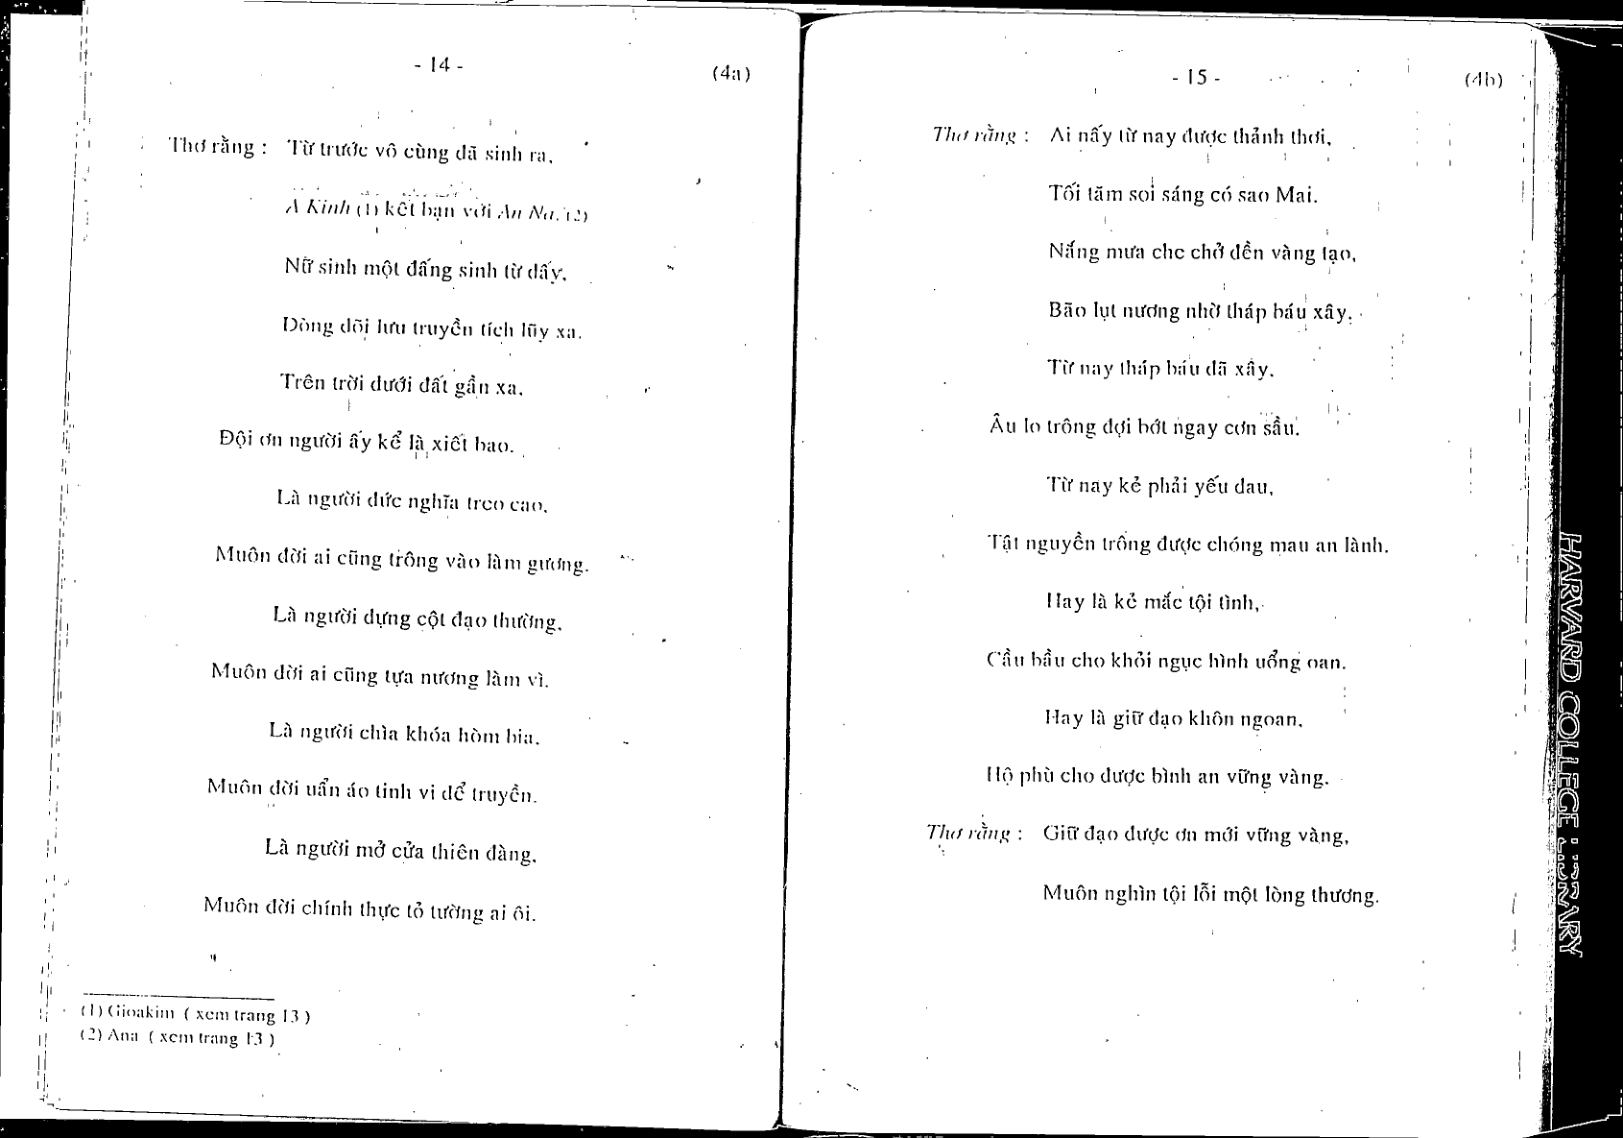 - 14 -
(4a)
Thơ rằng : Từ trước vô cùng đã sinh ra,
A Kinh (1) kết bạn với An Na. (2)
Nữ sinh một đấng sinh từ đấy,
Dòng dõi lưu truyền tích lũy xa.
Trên trời dưới đất gần xa,
Đội ơn người ấy kể là xiết bao.
Là người đức nghĩa treo cao,
Muôn đời ai cũng trông vào làm gương.
Là người dựng cột đạo thường,
Muôn đời ai cũng tựa nương làm vì.
Là người chìa khóa hòm bia,
Muôn đời uẩn áo tinh vi để truyền.
Là người mở cửa thiên đàng,
Muôn đời chính thực tỏ tường ai ôi.
(1) Gioakim ( xem trang 13 )
(2) Ana ( xem trang 13 )
- 15 -
(4b)
Thơ rằng : Ai nấy từ nay được thảnh thơi,
Tối tăm soi sáng có sao Mai.
Nắng mưa che chở đền vàng tạo,
Bão lụt nương nhờ tháp báu xây.
Từ nay tháp báu đã xây,
Âu lo trông đợi bớt ngay cơn sầu.
Từ nay kẻ phải yếu đau,
Tật nguyền trông được chóng mau an lành.
Hay là kẻ mắc tội tình,
Cầu bầu cho khỏi ngục hình uổng oan.
Hay là giữ đạo khôn ngoan,
Hộ phù cho được bình an vững vàng.
Thơ rằng : Giữ đạo được ơn mới vững vàng,
Muôn nghìn tội lỗi một lòng thương.
HARVARD COLLEGE LIBRARY